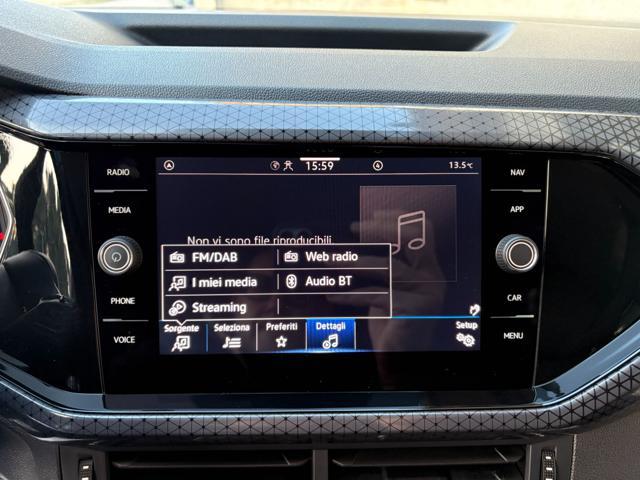 RADIO
MEDIA
PHONE
VOICE
15:59
13.5°C
Non vi sono file riproducibili
FM/DAB
Web radio
I miei media
Audio BT
Streaming
Sorgente
Seleziona
Preferiti
Dettagli
Setup
NAV
APP
CAR
MENU